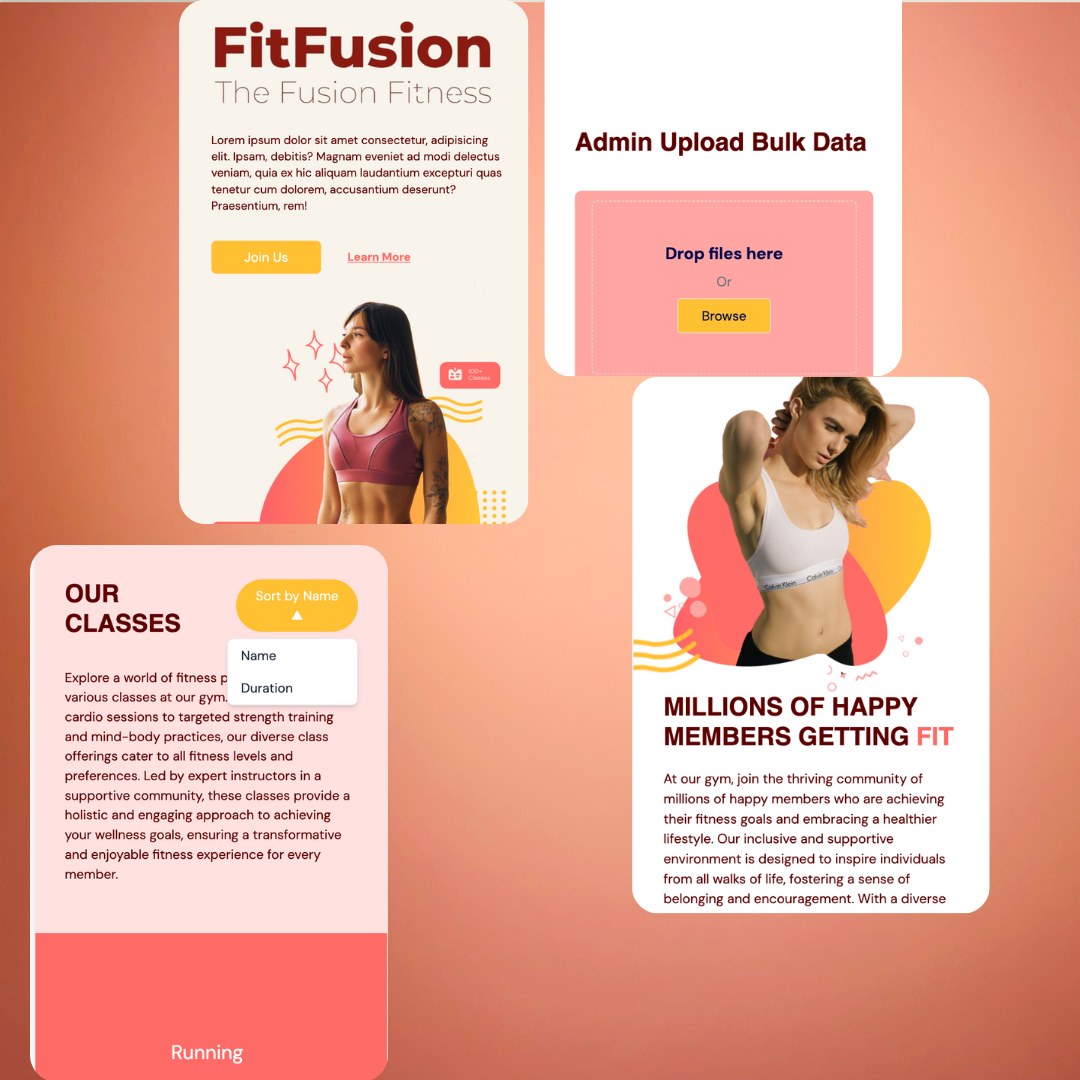 FitFusion
The Fusion Fitness
Lorem ipsum dolor sit amet consectetur, adipisicing
elit. Ipsam, debitis? Magnam eveniet ad modi delectus
veniam, quia ex hic aliquam laudantium excepturi quas
tenetur cum dolorem, accusantium deserunt?
Praesentium, rem!
Join Us
Learn More
100+
Classes
Admin Upload Bulk Data
Drop files here
Or
Browse
Calvin Klein Calvin Klein
MILLIONS OF HAPPY
MEMBERS GETTING FIT
At our gym, join the thriving community of
millions of happy members who are achieving
their fitness goals and embracing a healthier
lifestyle. Our inclusive and supportive
environment is designed to inspire individuals
from all walks of life, fostering a sense of
belonging and encouragement. With a diverse
OUR
CLASSES
Sort by Name
Name
Duration
Explore a world of fitness
various classes at our gym.
cardio sessions to targeted strength training
and mind-body practices, our diverse class
offerings cater to all fitness levels and
preferences. Led by expert instructors in a
supportive community, these classes provide a
holistic and engaging approach to achieving
your wellness goals, ensuring a transformative
and enjoyable fitness experience for every
member.
Running